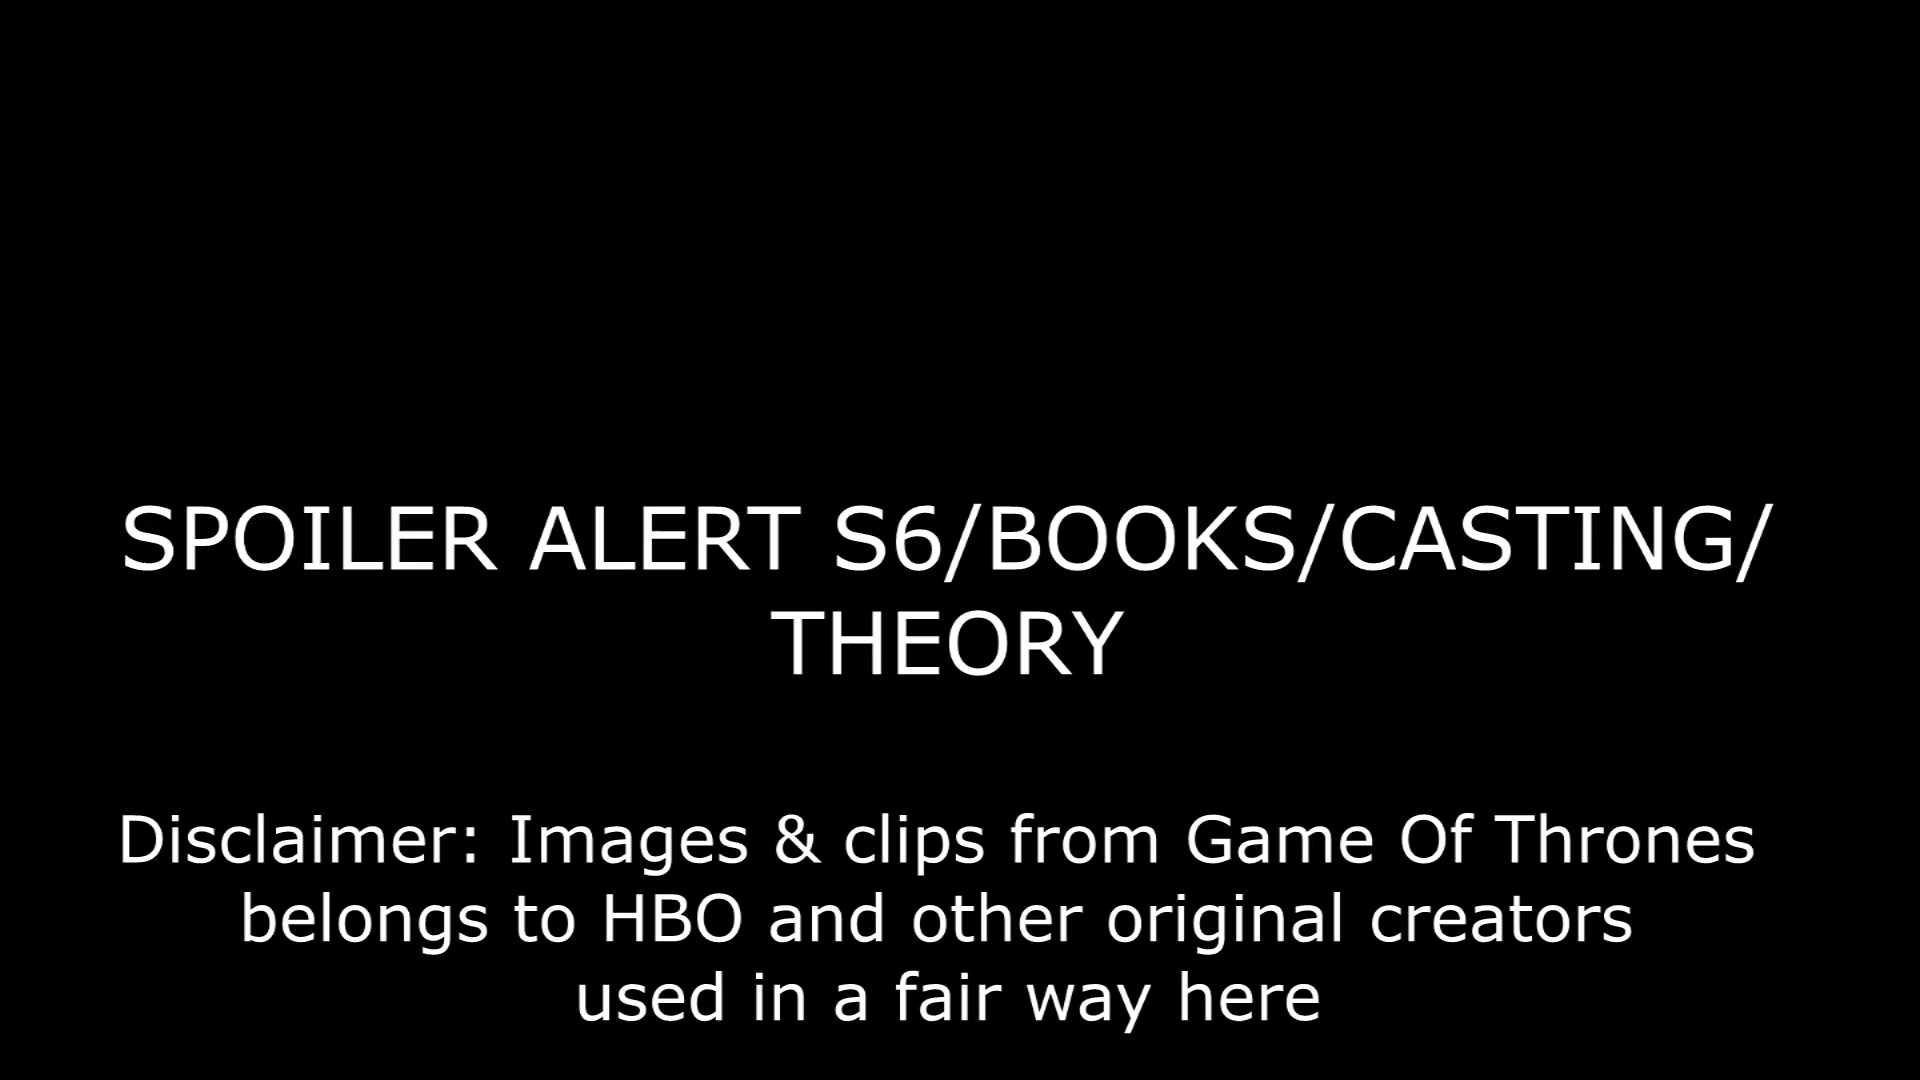 SPOILER ALERT S6/BOOKS/CASTING/
THEORY
Disclaimer: Images & clips from Game Of Thrones
belongs to HBO and other original creators
used in a fair way here